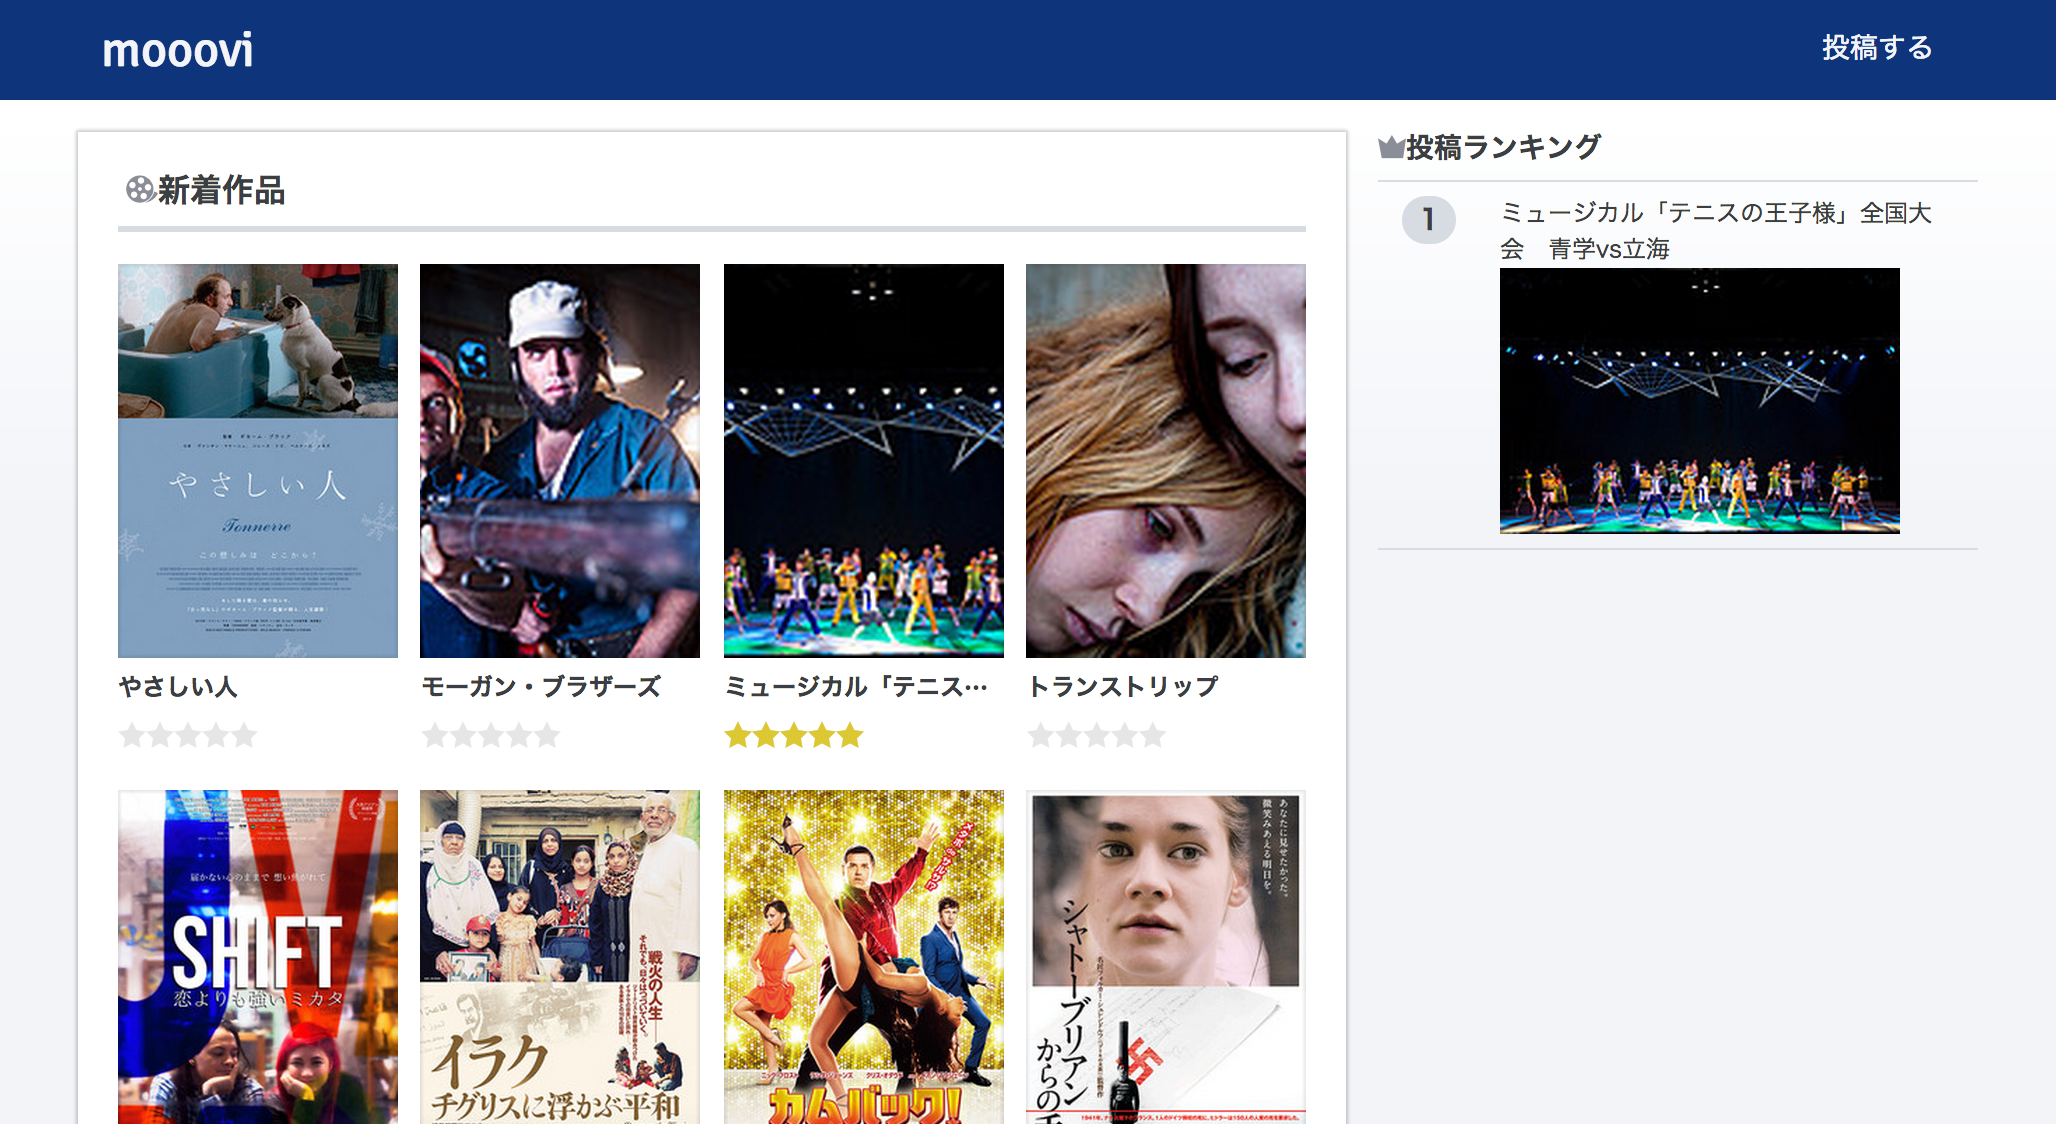 mooovi
投稿する
新着作品
投稿ランキング
1
ミュージカル「テニスの王子様」全国大
会　青学vs立海
やさしい人
Tonnerre
この悲しみは　どこから?
やさしい人
モーガン・ブラザーズ
ミュージカル「テニス…
トランストリップ
届かない心のままで 想い焦がれて
SHIFT
恋よりも強いミカタ
戦火の人生
それでも、日々はつづいていく。
イラク
チグリスに浮かぶ平和
カムバック!
あなたに見せたかった。
微笑みあえる明日を。
シャトーブリアン
からの手